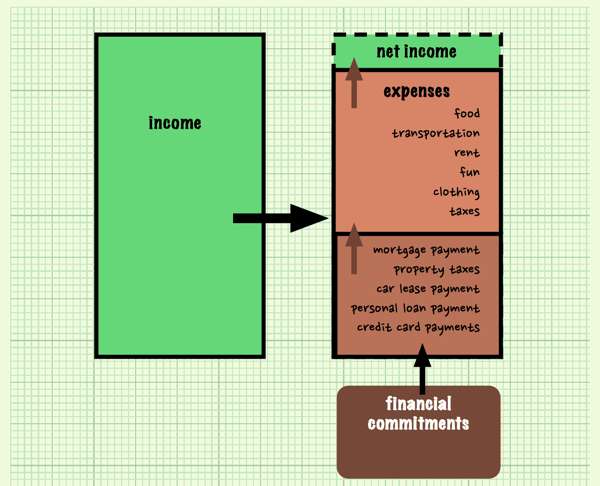 income
net income
expenses
food
transportation
rent
fun
clothing
taxes
mortgage payment
property taxes
car lease payment
personal loan payment
credit card payments
financial
commitments